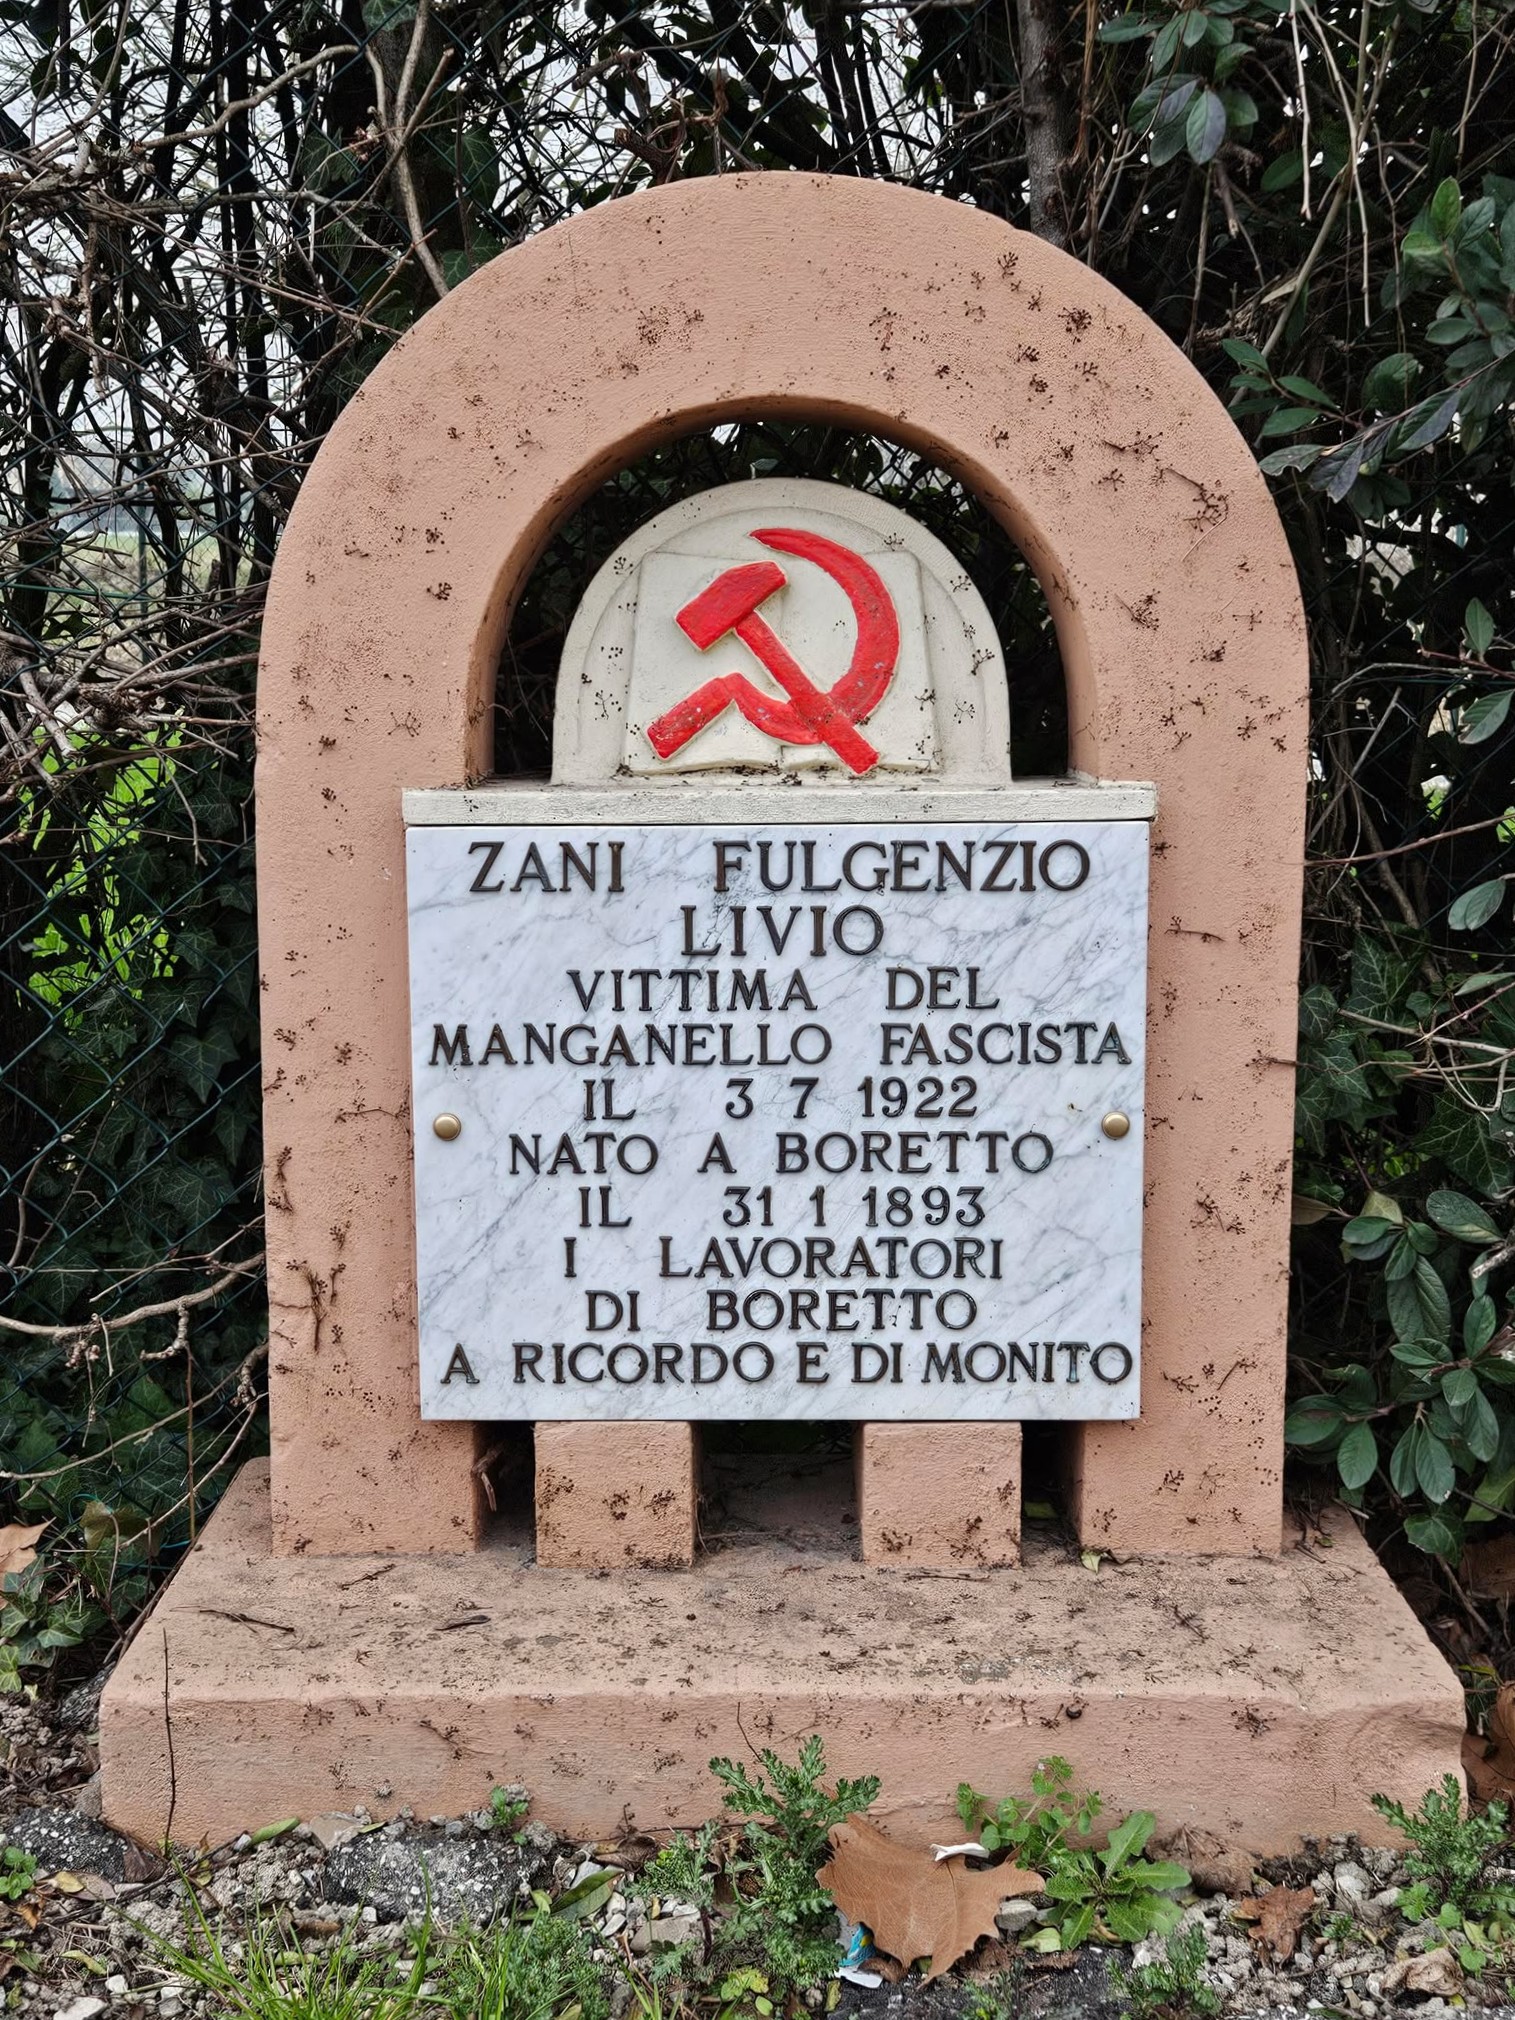 ZANI FULGENZIO
LIVIO
VITTIMA DEL
MANGANELLO FASCISTA
IL 3 7 1922
NATO A BORETTO
IL 31 1 1893
I LAVORATORI
DI BORETTO
A RICORDO E DI MONITO